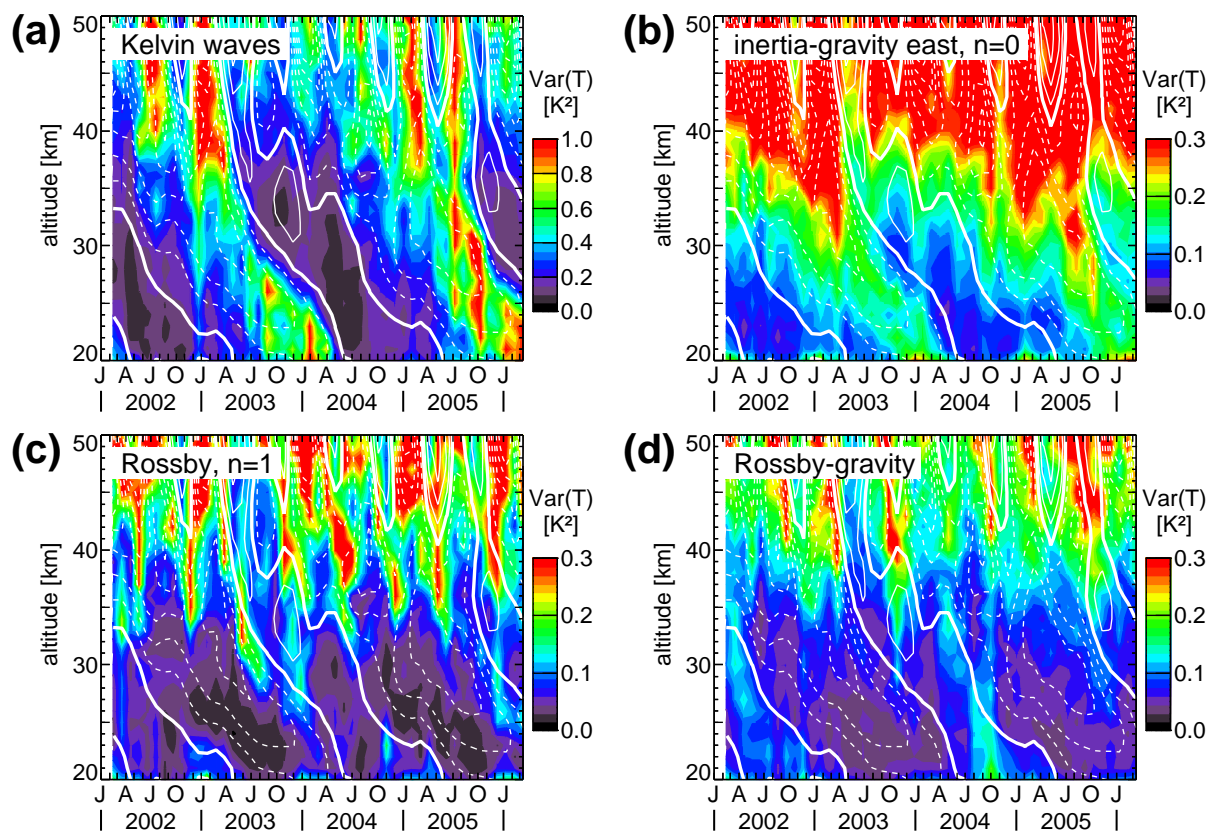 (a)
Kelvin waves
altitude [km]
50
40
30
20
J A J O J A J O J A J O J A J O J
| 2002 | 2003 | 2004 | 2005 |
Var(T)
[K²]
1.0
0.8
0.6
0.4
0.2
0.0
(b)
inertia-gravity east, n=0
altitude [km]
50
40
30
20
J A J O J A J O J A J O J A J O J
| 2002 | 2003 | 2004 | 2005 |
Var(T)
[K²]
0.3
0.2
0.1
0.0
(c)
Rossby, n=1
altitude [km]
50
40
30
20
J A J O J A J O J A J O J A J O J
| 2002 | 2003 | 2004 | 2005 |
Var(T)
[K²]
0.3
0.2
0.1
0.0
(d)
Rossby-gravity
altitude [km]
50
40
30
20
J A J O J A J O J A J O J A J O J
| 2002 | 2003 | 2004 | 2005 |
Var(T)
[K²]
0.3
0.2
0.1
0.0